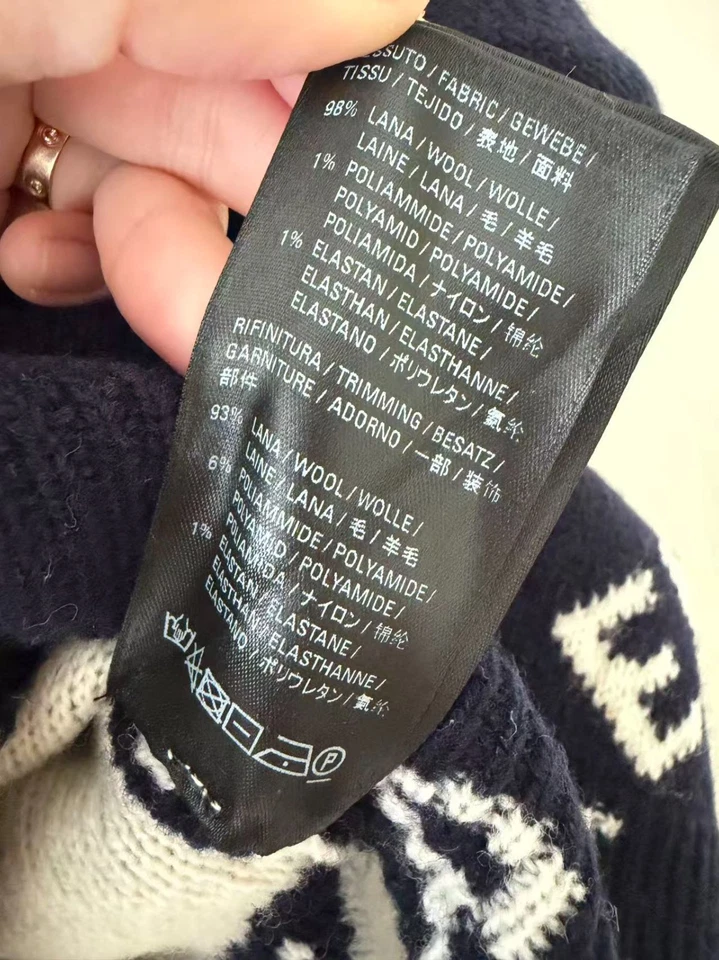 TESSUTO / FABRIC / GEWEBE /
TISSU / TEJIDO / 表地 / 面料
98% LANA / WOOL / WOLLE /
LAINE / LANA / 毛 / 羊毛
1% POLIAMMIDE / POLYAMIDE /
POLYAMID / POLYAMIDE /
POLIAMIDA / ナイロン / 锦纶
1% ELASTAN / ELASTANE /
ELASTHAN / ELASTHANNE /
ELASTANO / ポリウレタン / 氨纶
RIFINITURA / TRIMMING / BESATZ /
GARNITURE / ADORNO / 一部 / 装饰
部件
93% LANA / WOOL / WOLLE /
LAINE / LANA / 毛 / 羊毛
6% POLIAMMIDE / POLYAMIDE /
POLYAMID / POLYAMIDE /
POLIAMIDA / ナイロン / 锦纶
1% ELASTAN / ELASTANE /
ELASTHAN / ELASTHANNE /
ELASTANO / ポリウレタン / 氨纶
P
E